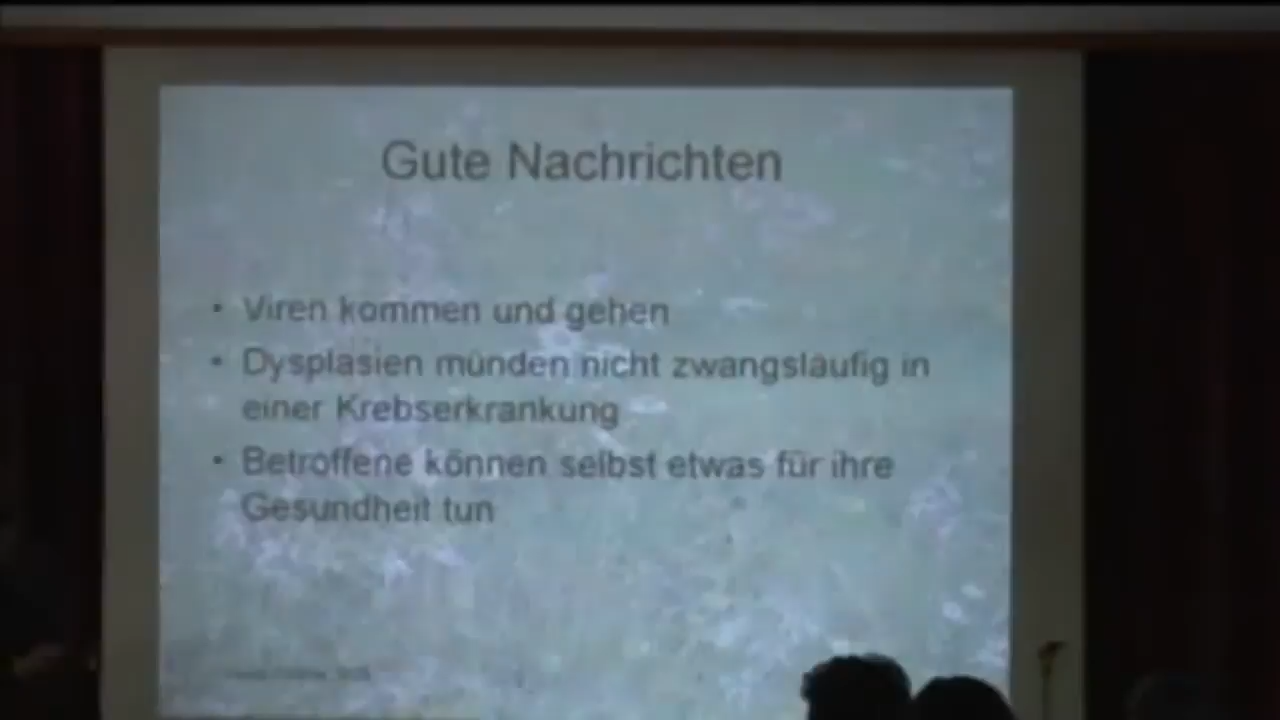 Gute Nachrichten
• Viren kommen und gehen
• Dysplasien münden nicht zwangsläufig in
einer Krebserkrankung
• Betroffene können selbst etwas für ihre
Gesundheit tun